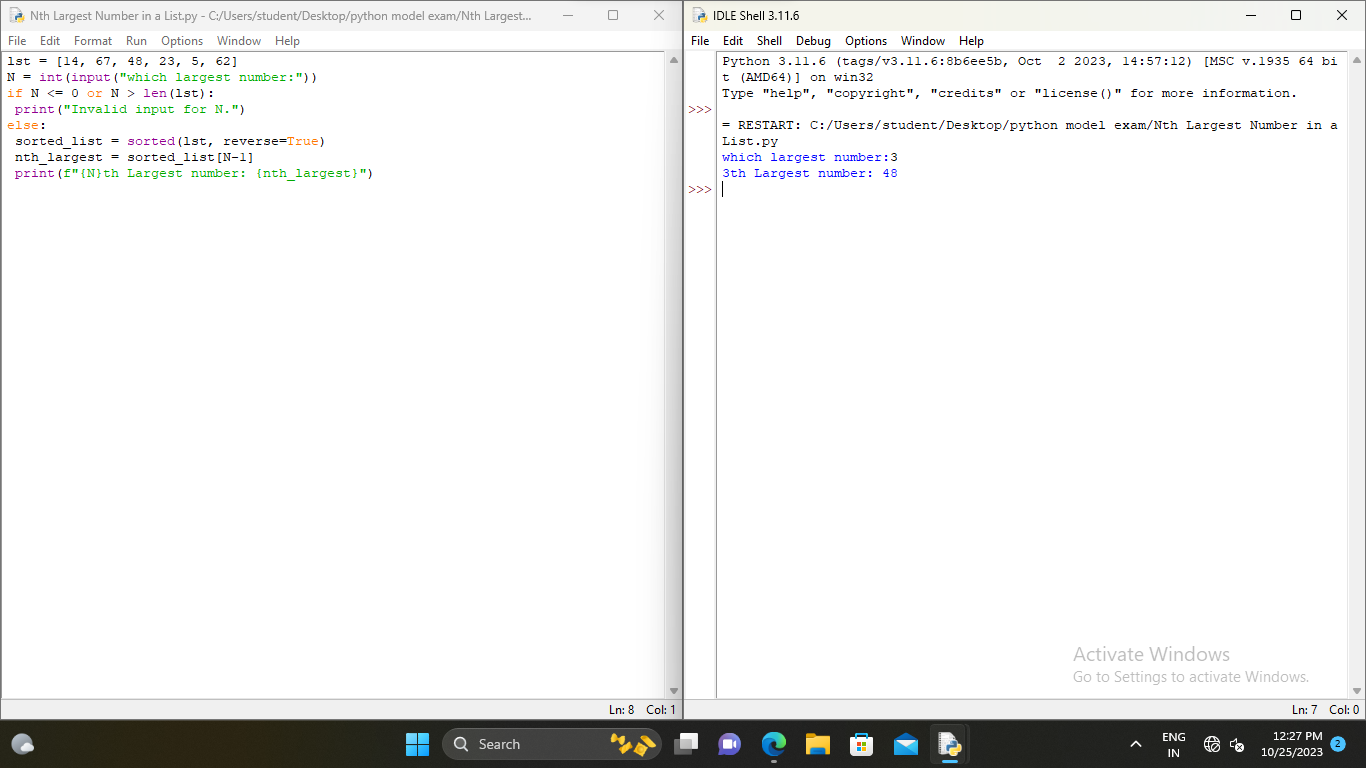 Nth Largest Number in a List.py - C:/Users/student/Desktop/python model exam/Nth Largest...
File Edit Format Run Options Window Help
lst = [14, 67, 48, 23, 5, 62]
N = int(input("which largest number:"))
if N <= 0 or N > len(lst):
 print("Invalid input for N.")
else:
 sorted_list = sorted(lst, reverse=True)
 nth_largest = sorted_list[N-1]
 print(f"{N}th Largest number: {nth_largest}")
Ln: 8 Col: 1
IDLE Shell 3.11.6
File Edit Shell Debug Options Window Help
Python 3.11.6 (tags/v3.11.6:8b6ee5b, Oct  2 2023, 14:57:12) [MSC v.1935 64 bi
t (AMD64)] on win32
Type "help", "copyright", "credits" or "license()" for more information.
>>>
= RESTART: C:/Users/student/Desktop/python model exam/Nth Largest Number in a
List.py
which largest number:3
3th Largest number: 48
>>>
Activate Windows
Go to Settings to activate Windows.
Ln: 7 Col: 0
Search
ENG
IN
12:27 PM
10/25/2023
2